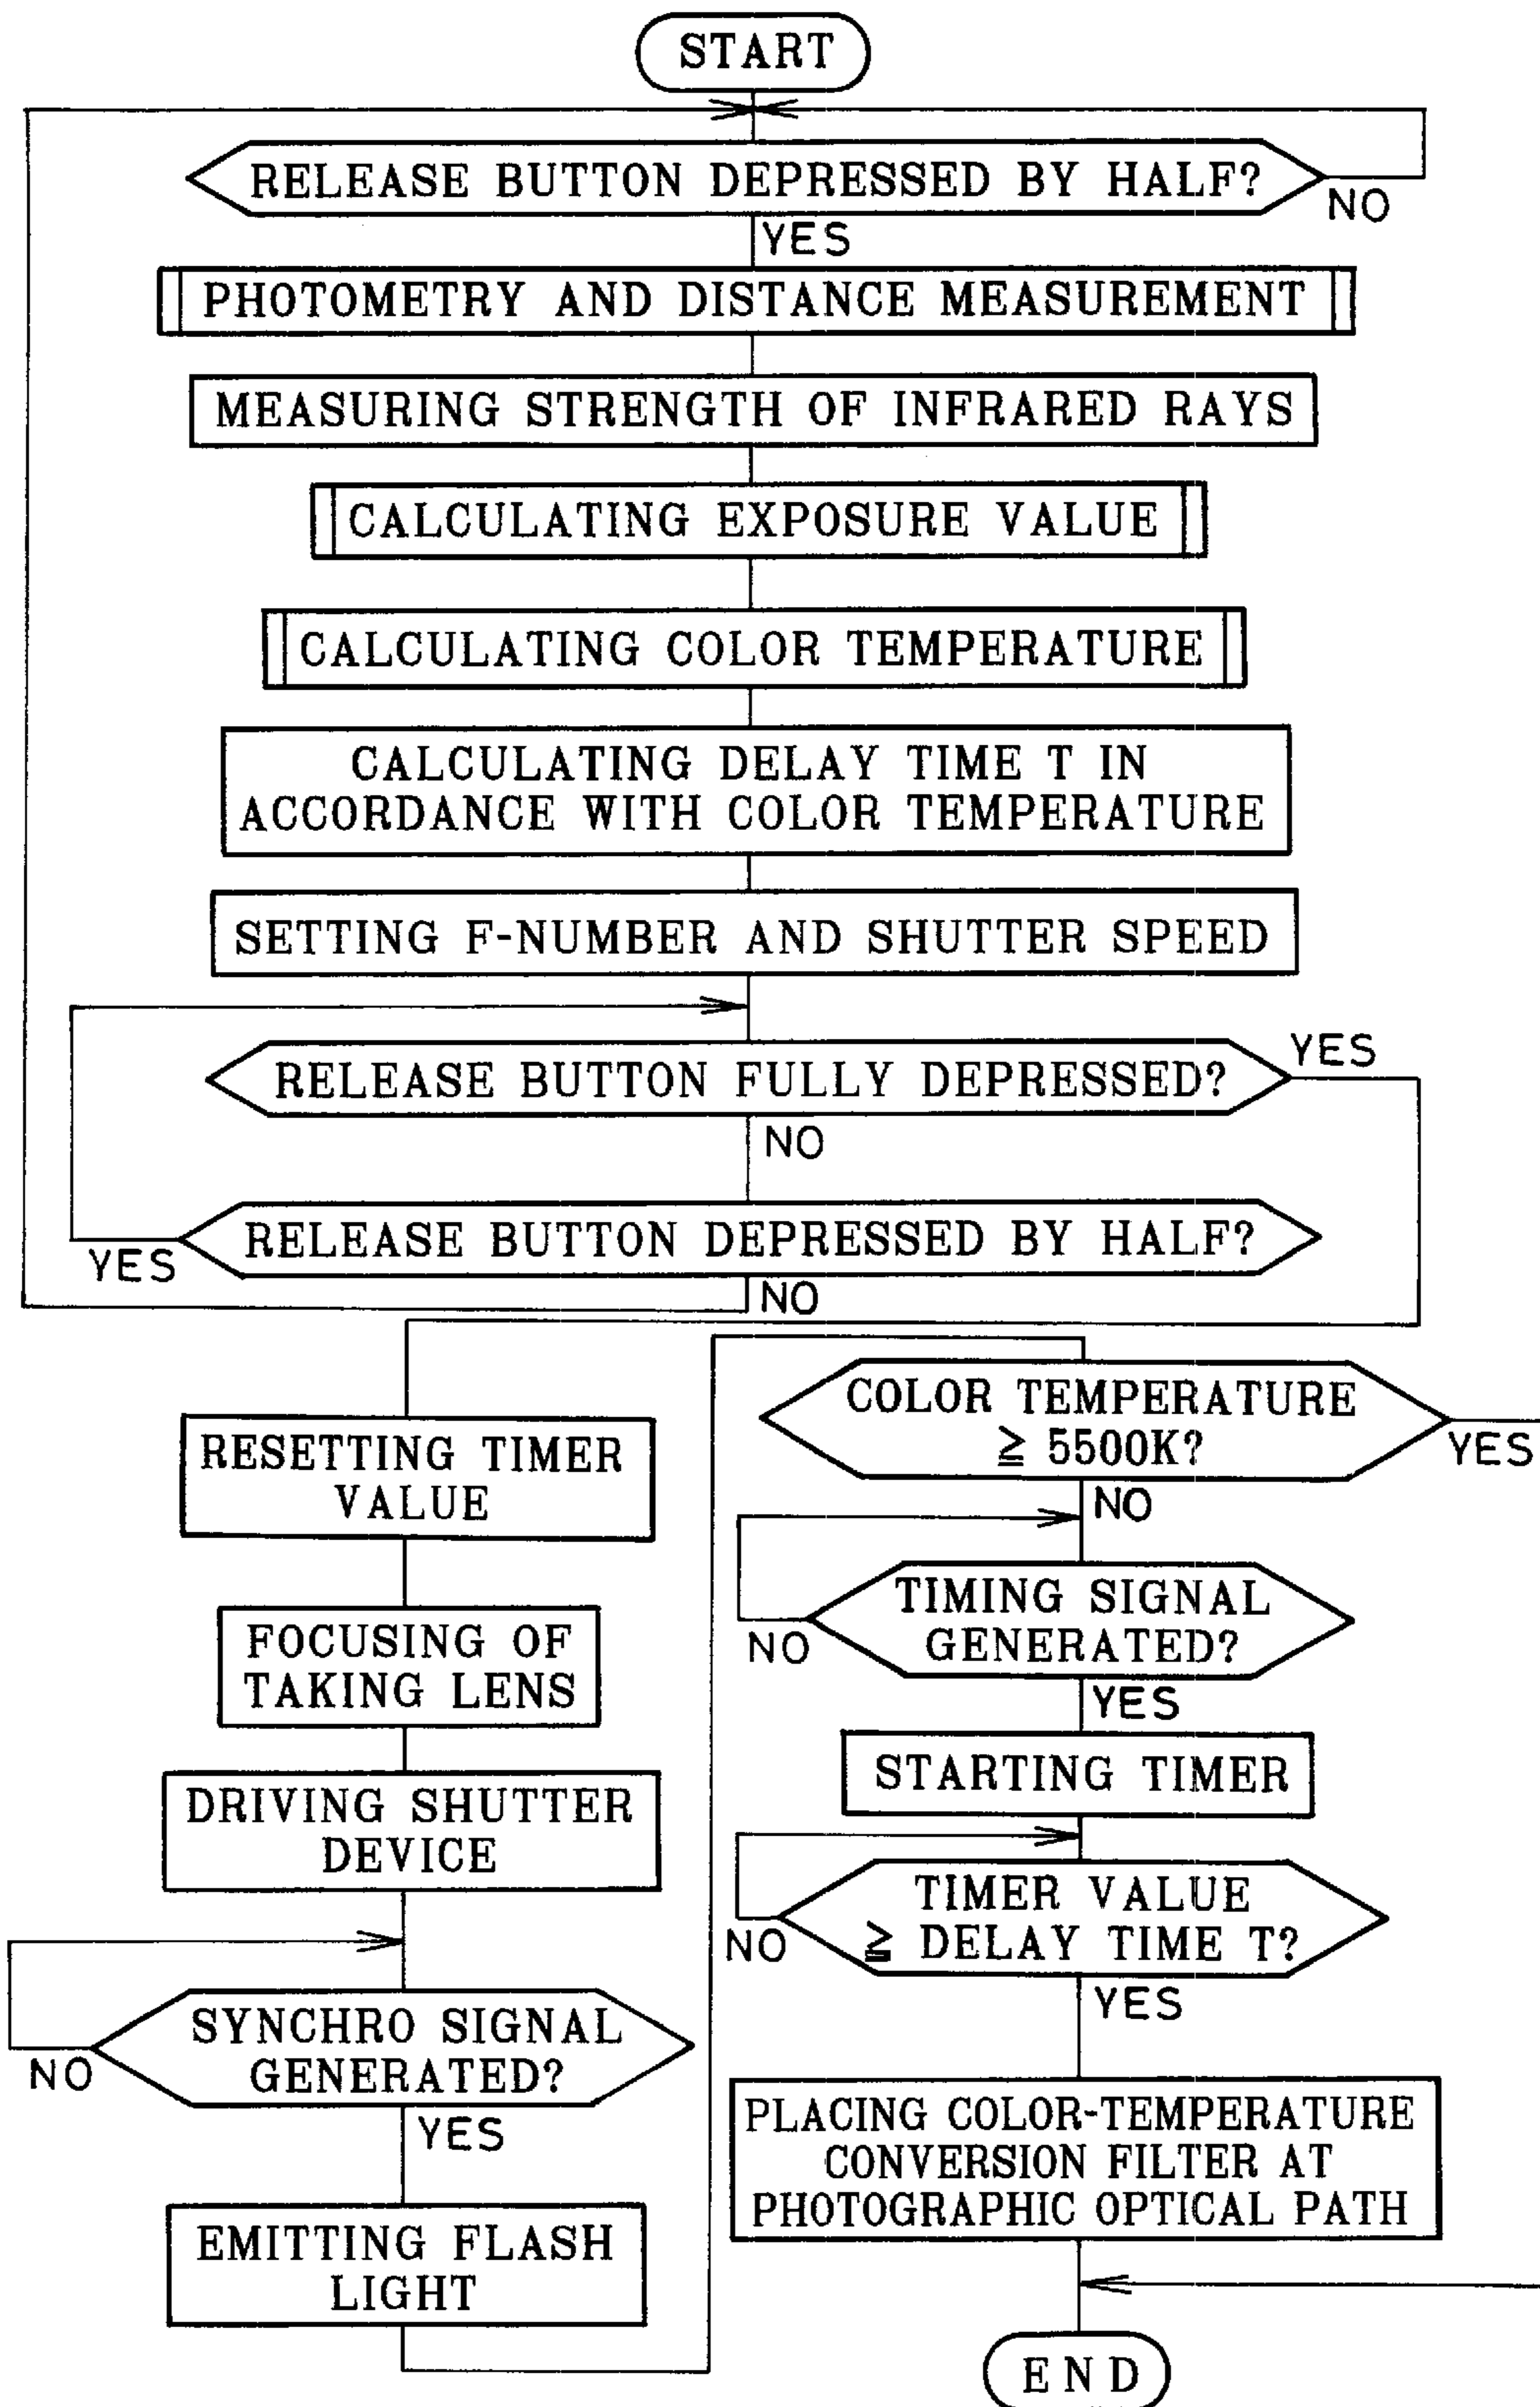 START
RELEASE BUTTON DEPRESSED BY HALF?
NO
YES
PHOTOMETRY AND DISTANCE MEASUREMENT
MEASURING STRENGTH OF INFRARED RAYS
CALCULATING EXPOSURE VALUE
CALCULATING COLOR TEMPERATURE
CALCULATING DELAY TIME T IN
ACCORDANCE WITH COLOR TEMPERATURE
SETTING F-NUMBER AND SHUTTER SPEED
RELEASE BUTTON FULLY DEPRESSED?
YES
NO
RELEASE BUTTON DEPRESSED BY HALF?
YES
NO
RESETTING TIMER
VALUE
FOCUSING OF
TAKING LENS
DRIVING SHUTTER
DEVICE
SYNCHRO SIGNAL
GENERATED?
NO
YES
EMITTING FLASH
LIGHT
COLOR TEMPERATURE
≧ 5500K?
YES
NO
TIMING SIGNAL
GENERATED?
NO
YES
STARTING TIMER
TIMER VALUE
≧ DELAY TIME T?
NO
YES
PLACING COLOR-TEMPERATURE
CONVERSION FILTER AT
PHOTOGRAPHIC OPTICAL PATH
END